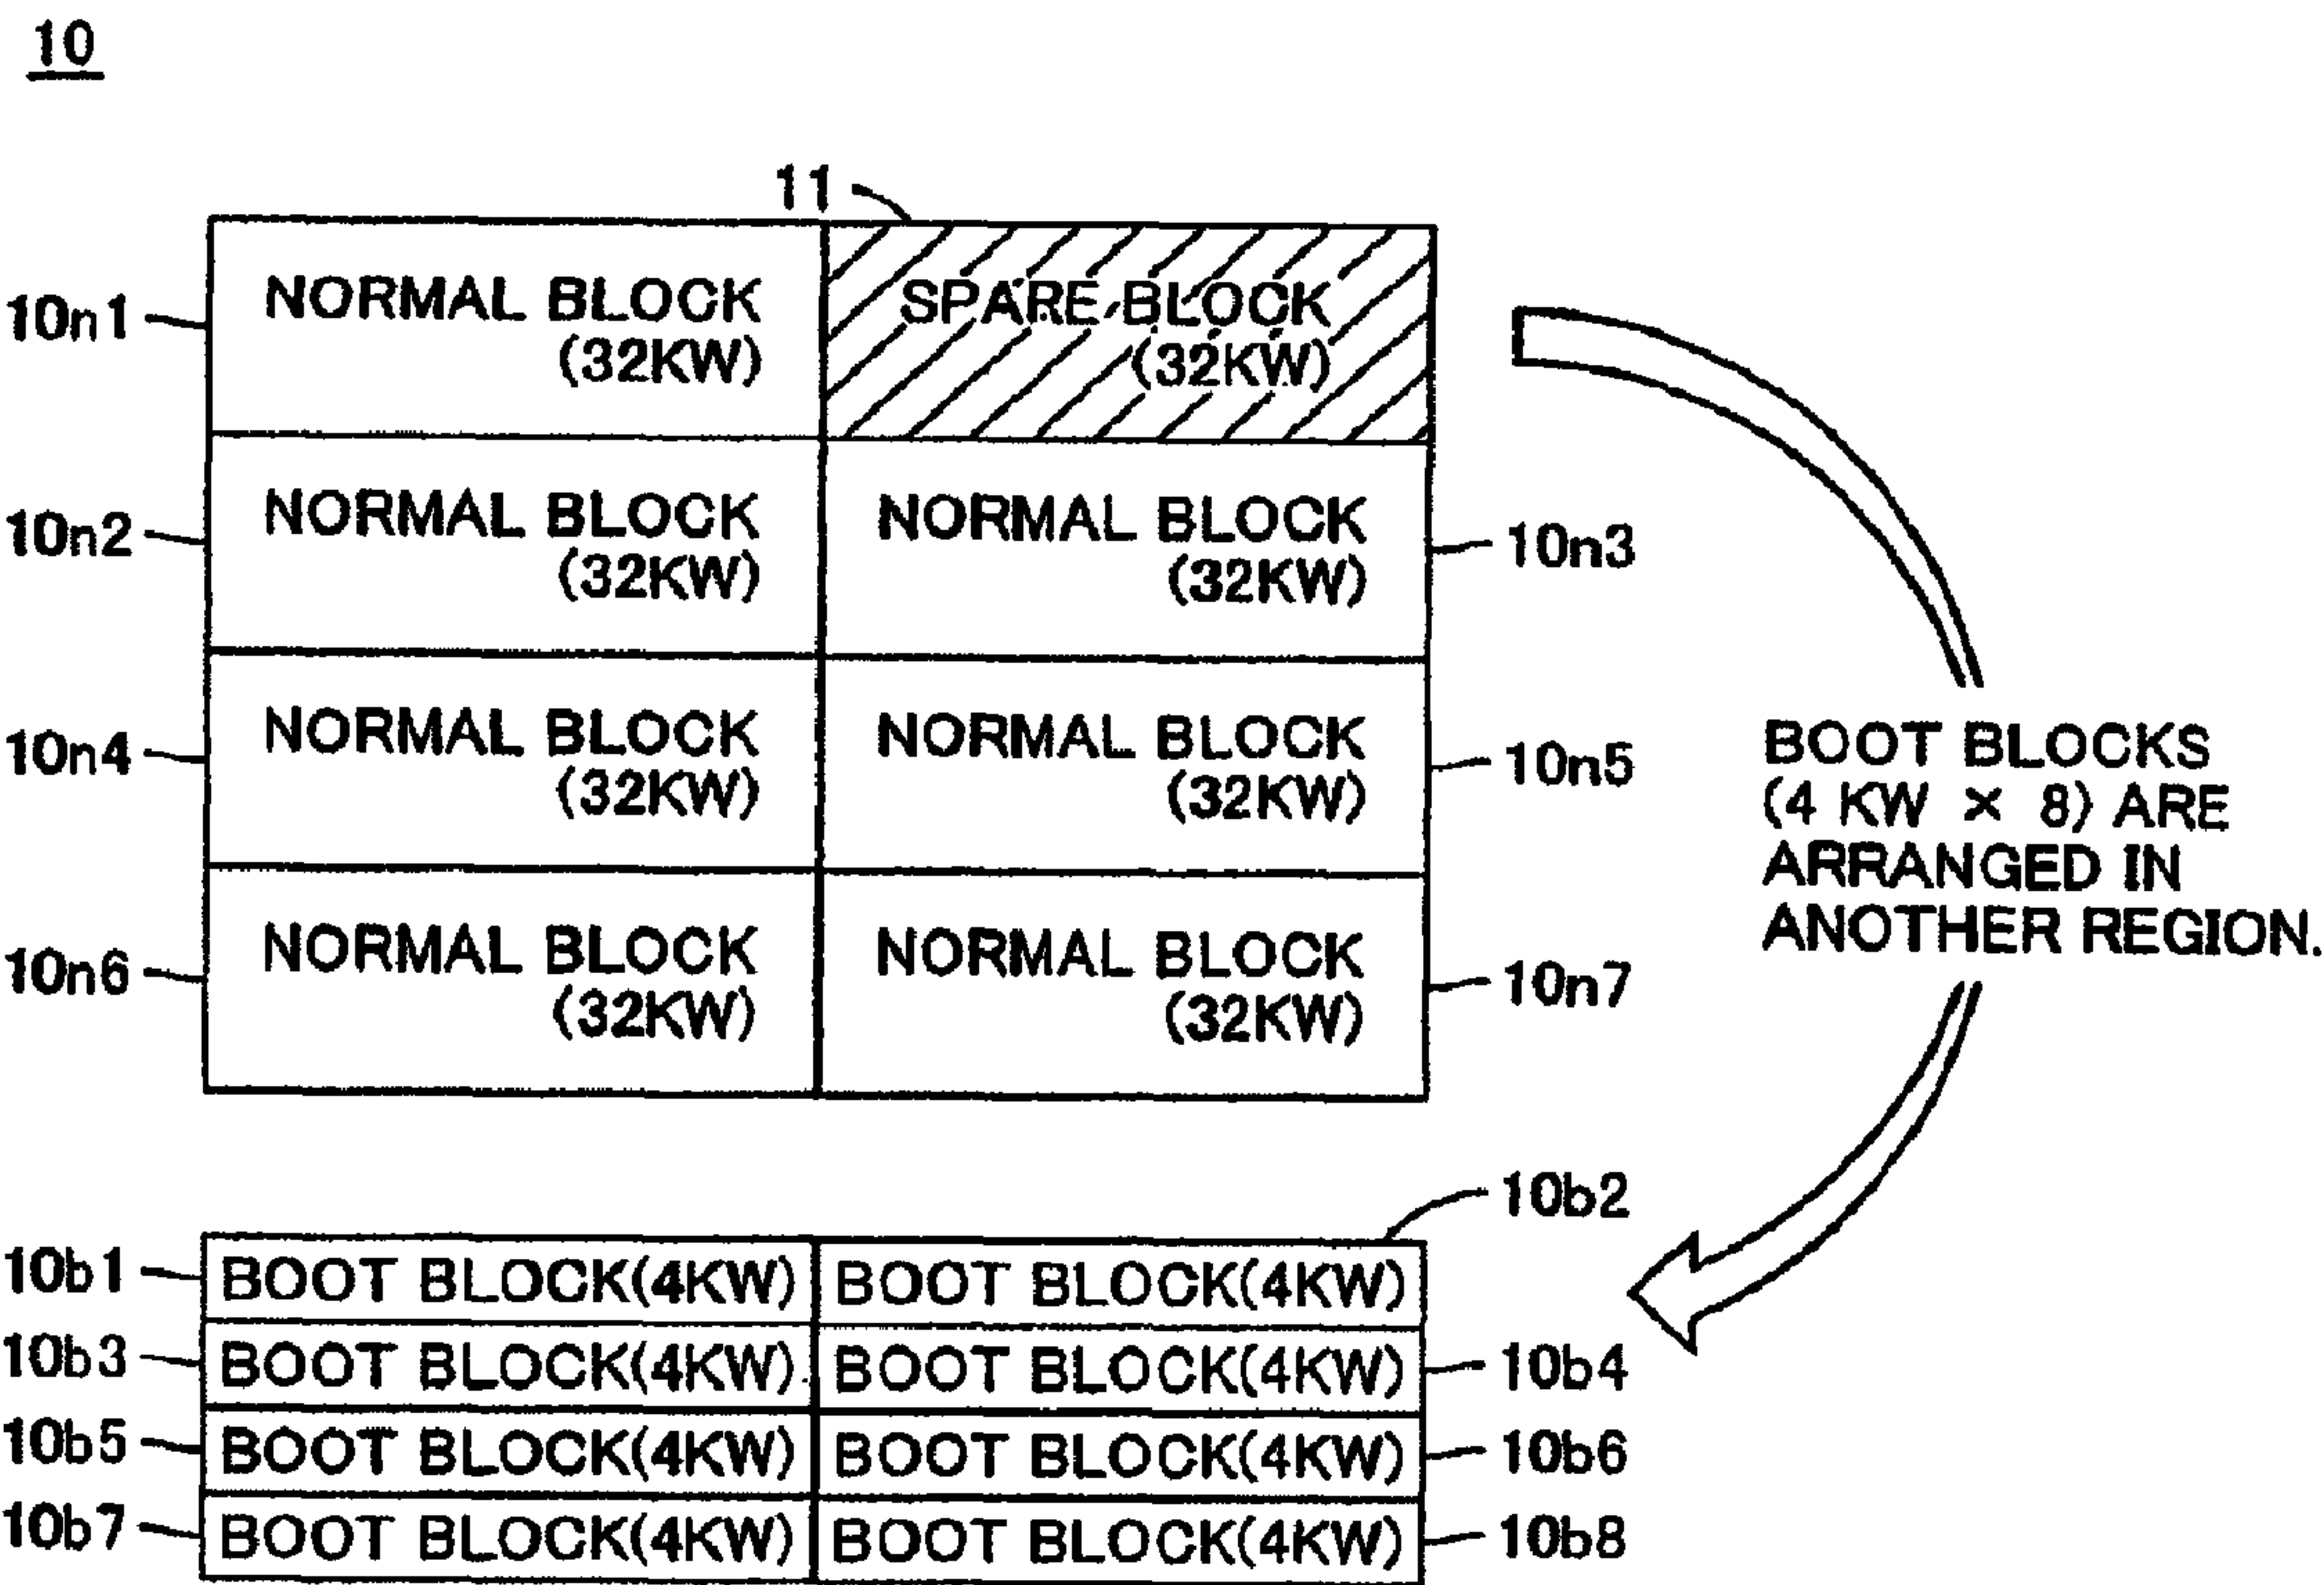 10
11
10n1
NORMAL BLOCK
(32KW)
SPARE BLOCK
(32KW)
10n2
NORMAL BLOCK
(32KW)
NORMAL BLOCK
(32KW)
10n3
10n4
NORMAL BLOCK
(32KW)
NORMAL BLOCK
(32KW)
10n5
10n6
NORMAL BLOCK
(32KW)
NORMAL BLOCK
(32KW)
10n7
BOOT BLOCKS
(4 KW × 8) ARE
ARRANGED IN
ANOTHER REGION.
10b1
BOOT BLOCK(4KW)
BOOT BLOCK(4KW)
10b2
10b3
BOOT BLOCK(4KW)
BOOT BLOCK(4KW)
10b4
10b5
BOOT BLOCK(4KW)
BOOT BLOCK(4KW)
10b6
10b7
BOOT BLOCK(4KW)
BOOT BLOCK(4KW)
10b8